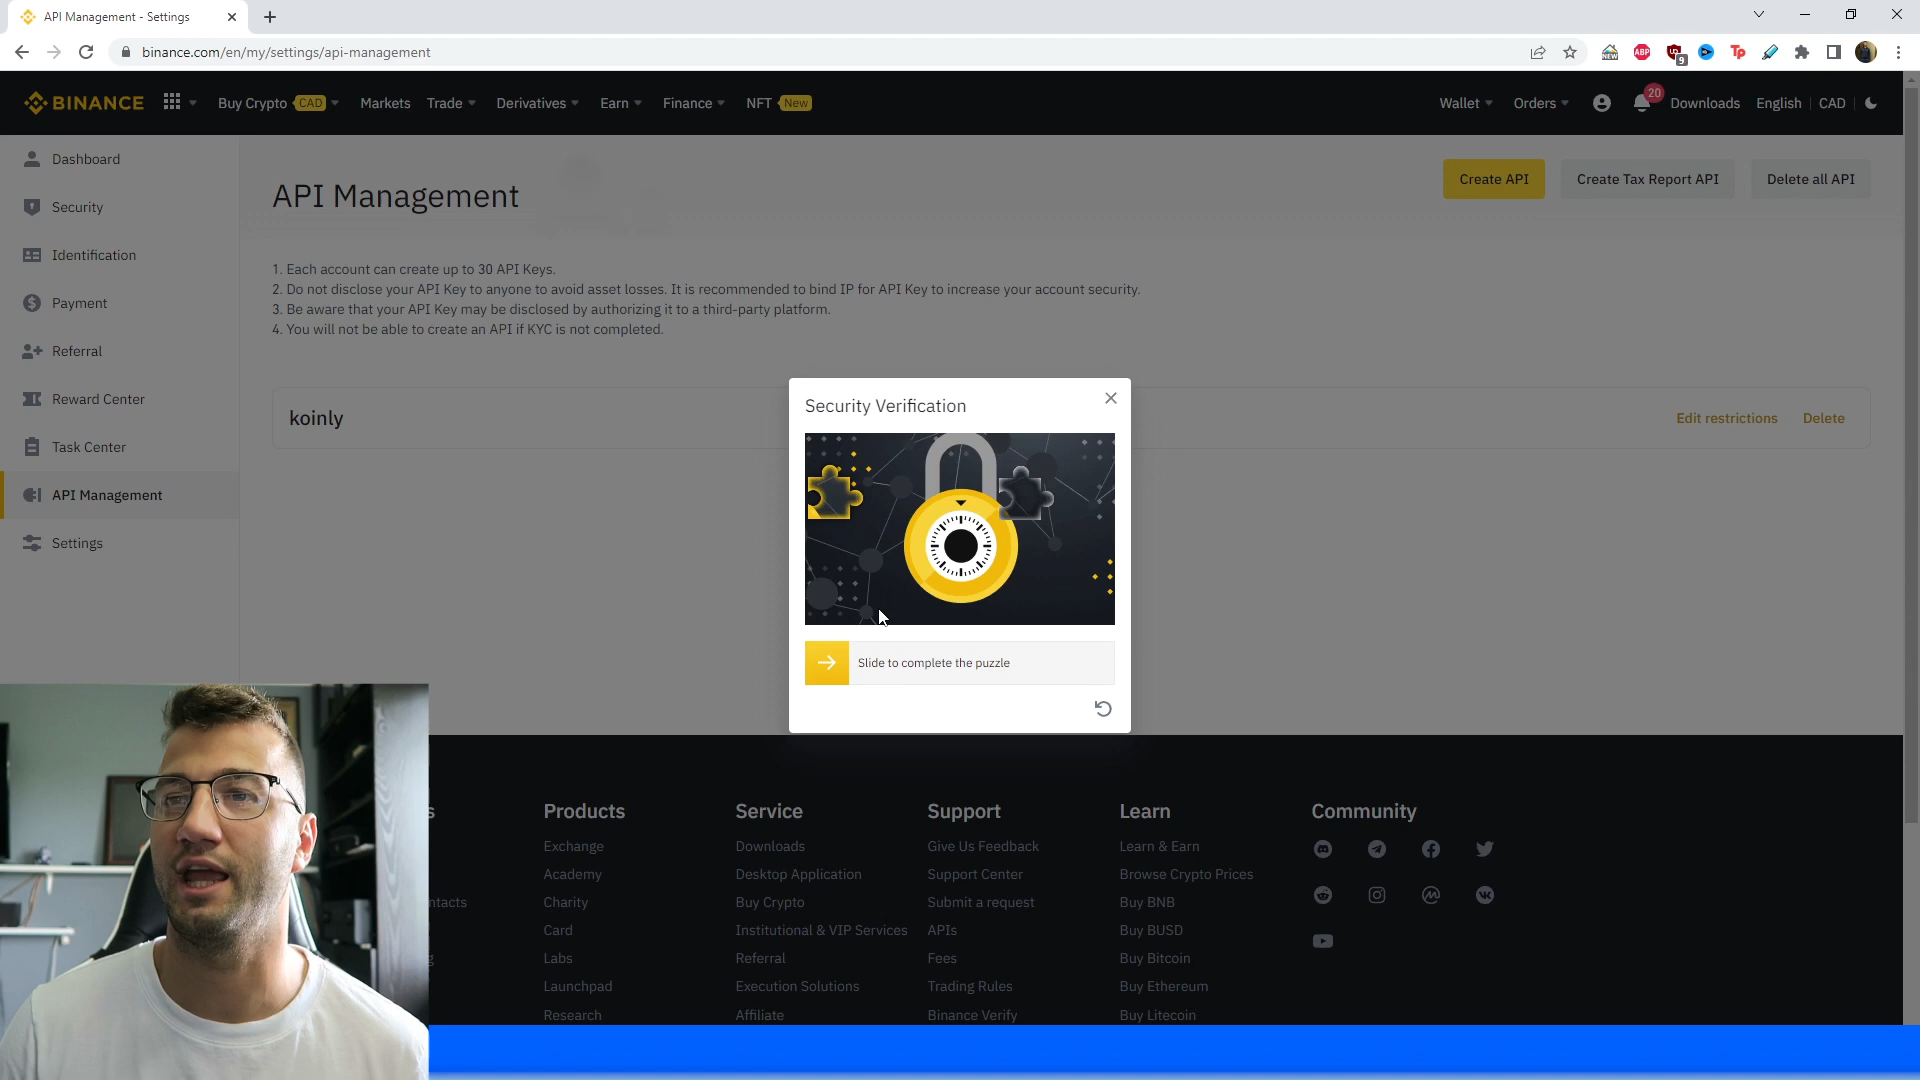 API Management - Settings
binance.com/en/my/settings/api-management
ABP
9
Tp
BINANCE
Buy Crypto CAD
Markets
Trade
Derivatives
Earn
Finance
NFT New
Wallet
Orders
20
Downloads
English
CAD
Dashboard
Security
Identification
Payment
Referral
Reward Center
Task Center
API Management
Settings
API Management
Create API
Create Tax Report API
Delete all API
1. Each account can create up to 30 API Keys.
2. Do not disclose your API Key to anyone to avoid asset losses. It is recommended to bind IP for API Key to increase your account security.
3. Be aware that your API Key may be disclosed by authorizing it to a third-party platform.
4. You will not be able to create an API if KYC is not completed.
koinly
Edit restrictions
Delete
Security Verification
Slide to complete the puzzle
s
ntacts
g
Products
Exchange
Academy
Charity
Card
Labs
Launchpad
Research
Service
Downloads
Desktop Application
Buy Crypto
Institutional & VIP Services
Referral
Execution Solutions
Affiliate
Support
Give Us Feedback
Support Center
Submit a request
APIs
Fees
Trading Rules
Binance Verify
Learn
Learn & Earn
Browse Crypto Prices
Buy BNB
Buy BUSD
Buy Bitcoin
Buy Ethereum
Buy Litecoin
Community